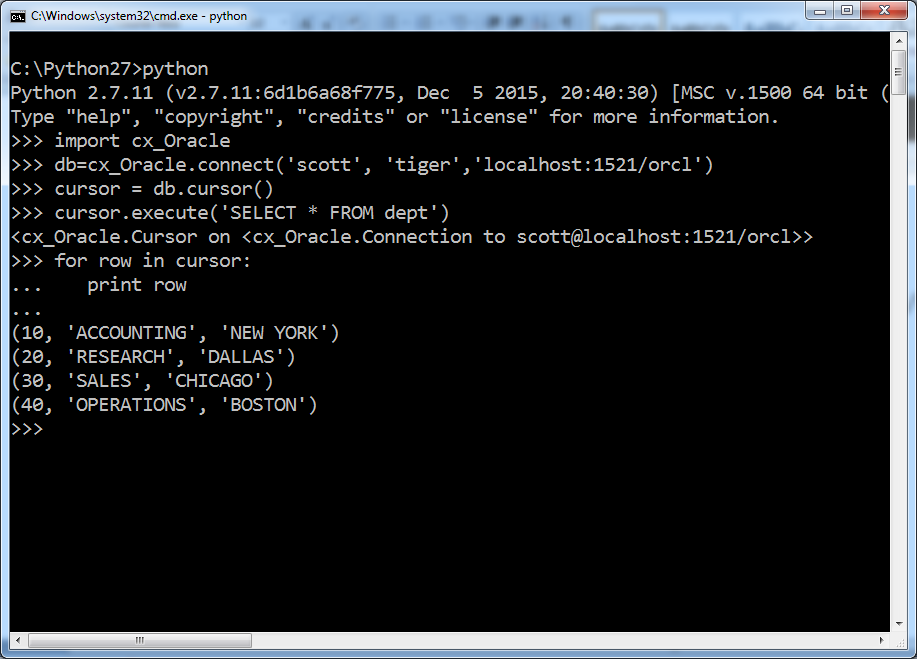 C:\Windows\system32\cmd.exe - python
C:\Python27>python
Python 2.7.11 (v2.7.11:6d1b6a68f775, Dec  5 2015, 20:40:30) [MSC v.1500 64 bit (
Type "help", "copyright", "credits" or "license" for more information.
>>> import cx_Oracle
>>> db=cx_Oracle.connect('scott', 'tiger','localhost:1521/orcl')
>>> cursor = db.cursor()
>>> cursor.execute('SELECT * FROM dept')
<cx_Oracle.Cursor on <cx_Oracle.Connection to scott@localhost:1521/orcl>>
>>> for row in cursor:
...    print row
...
(10, 'ACCOUNTING', 'NEW YORK')
(20, 'RESEARCH', 'DALLAS')
(30, 'SALES', 'CHICAGO')
(40, 'OPERATIONS', 'BOSTON')
>>>